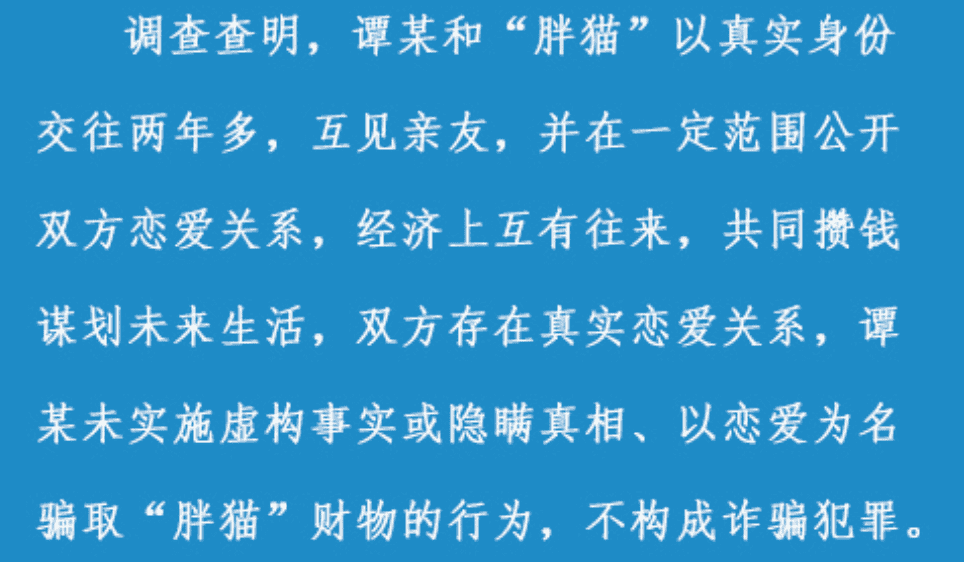 调查查明，谭某和“胖猫”以真实身份
交往两年多，互见亲友，并在一定范围公开
双方恋爱关系，经济上互有往来，共同攒钱
谋划未来生活，双方存在真实恋爱关系，谭
某未实施虚构事实或隐瞒真相、以恋爱为名
骗取“胖猫”财物的行为，不构成诈骗犯罪。